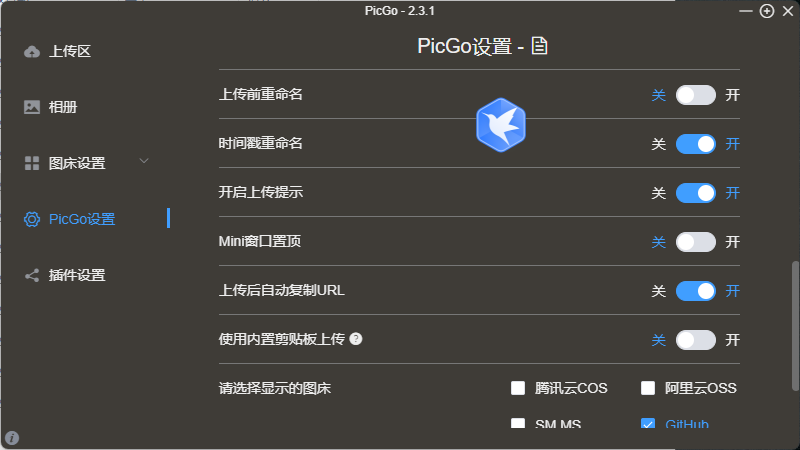 PicGo - 2.3.1
上传区
相册
图床设置
PicGo设置
插件设置
PicGo设置 -
上传前重命名 关 开
时间戳重命名 关 开
开启上传提示 关 开
Mini窗口置顶 关 开
上传后自动复制URL 关 开
使用内置剪贴板上传 ? 关 开
请选择显示的图床 腾讯云COS 阿里云OSS
SM.MS GitHub